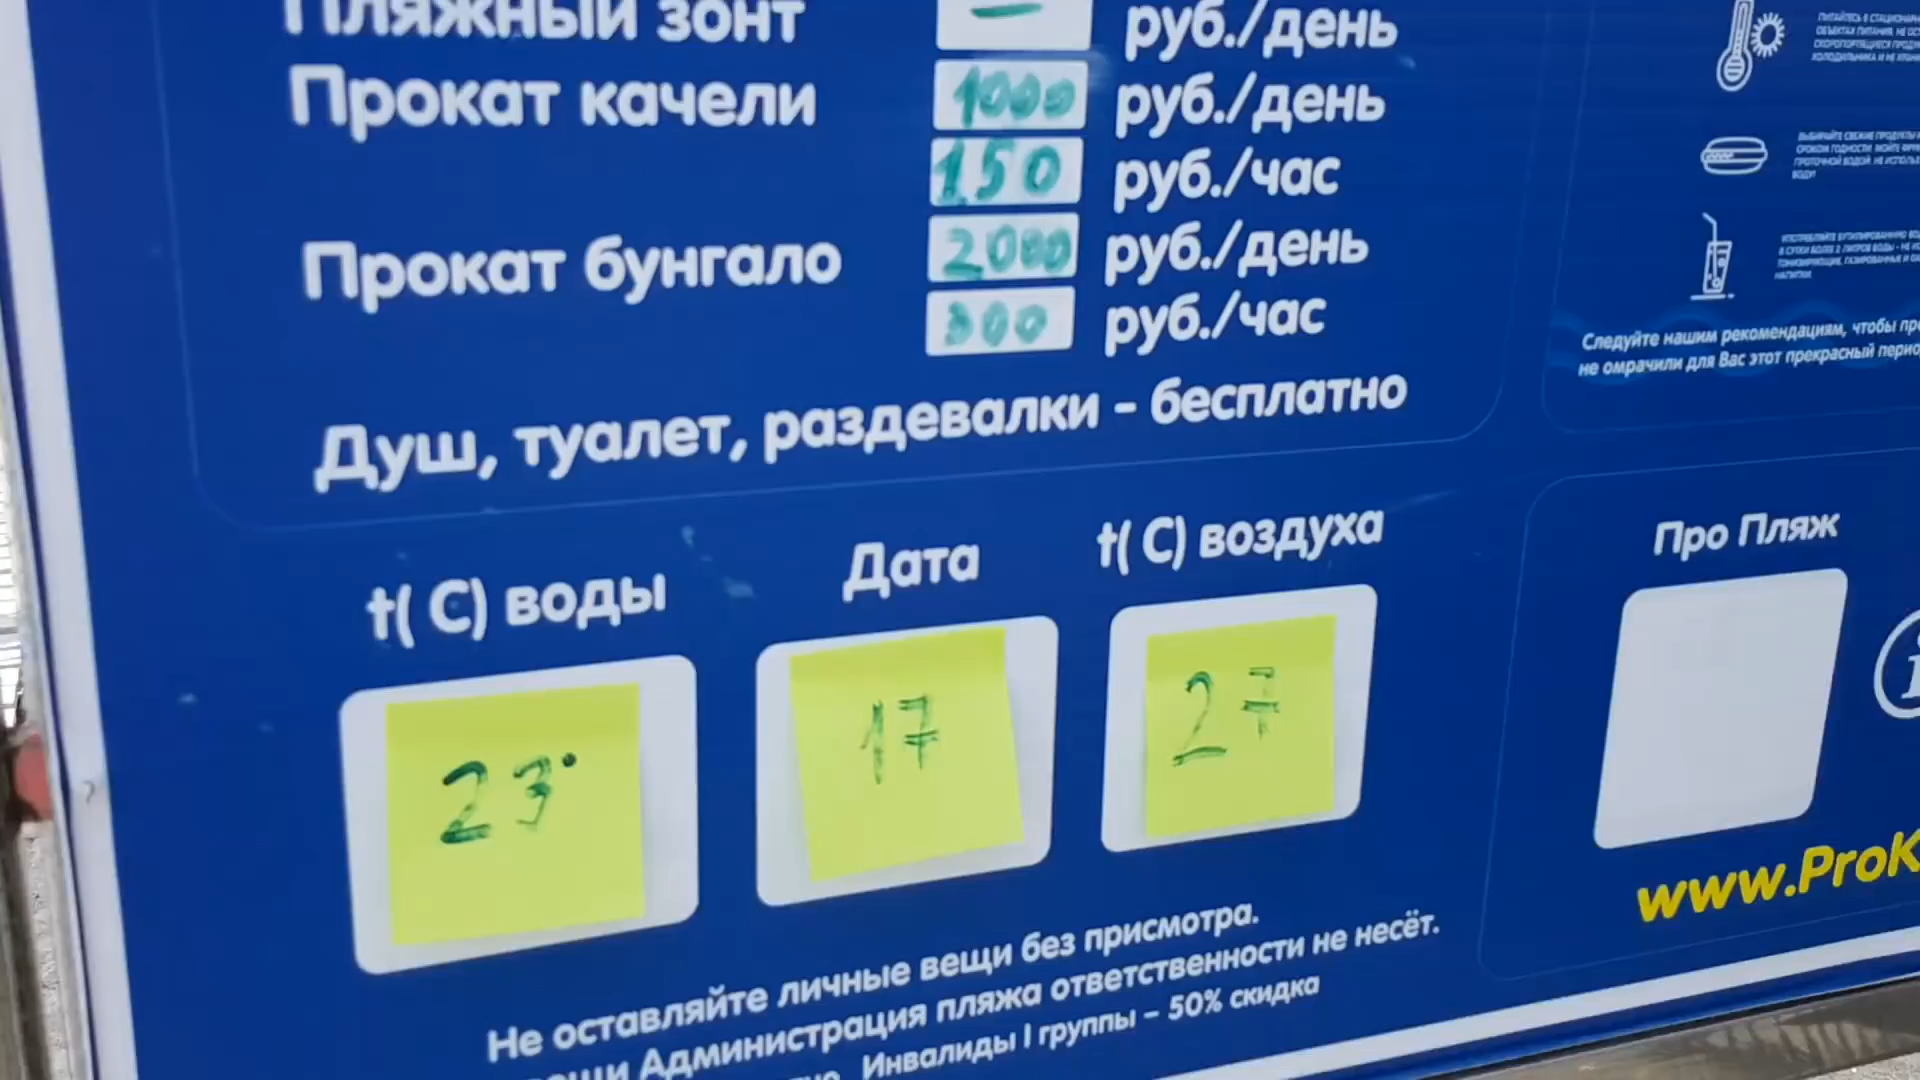 Пляжный зонт — руб./день
Прокат качели 1000 руб./день
150 руб./час
Прокат бунгало 2000 руб./день
300 руб./час
Душ, туалет, раздевалки - бесплатно
t( C) воды
Дата
t( C) воздуха
23°
17
27
Не оставляйте личные вещи без присмотра.
Администрация пляжа ответственности не несёт.
Инвалиды I группы – 50% скидка
Следуйте нашим рекомендациям, чтобы
не омрачили для Вас этот прекрасный
Про Пляж
i
www.ProK